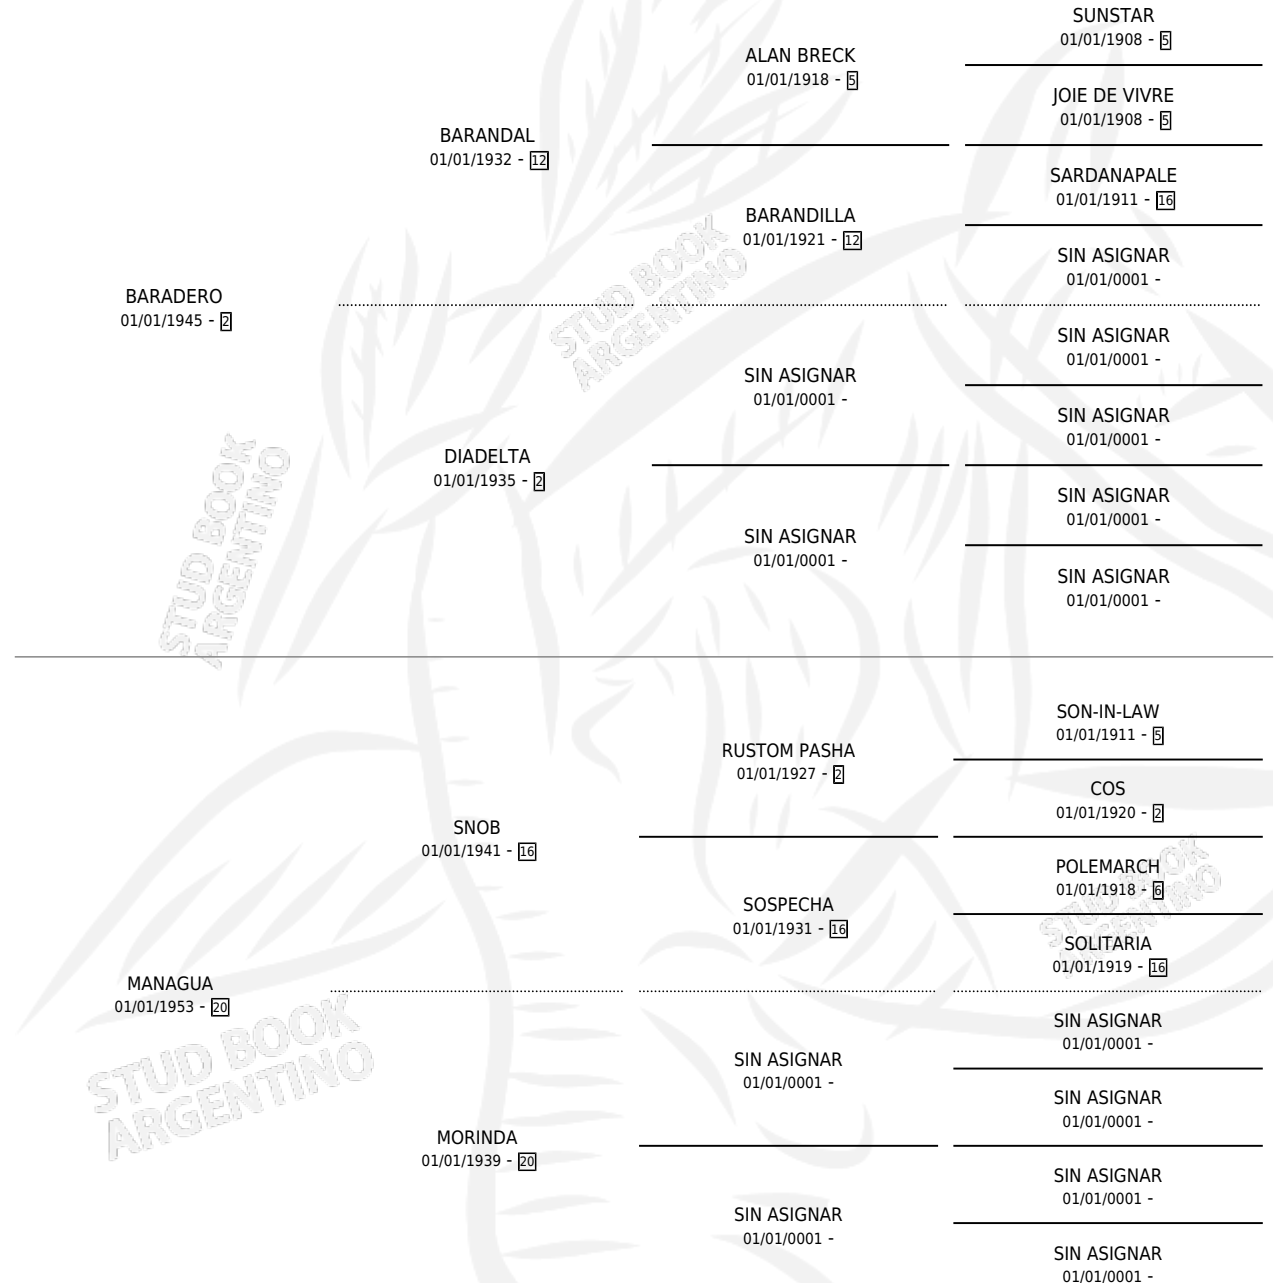 SUNSTAR
01/01/1908 - 5
ALAN BRECK
01/01/1918 - 5
JOIE DE VIVRE
01/01/1908 - 5
BARANDAL
01/01/1932 - 12
SARDANAPALE
01/01/1911 - 16
BARANDILLA
01/01/1921 - 12
SIN ASIGNAR
01/01/0001 -
BARADERO
01/01/1945 - 2
SIN ASIGNAR
01/01/0001 -
SIN ASIGNAR
01/01/0001 -
SIN ASIGNAR
01/01/0001 -
DIADELTA
01/01/1935 - 2
SIN ASIGNAR
01/01/0001 -
SIN ASIGNAR
01/01/0001 -
SIN ASIGNAR
01/01/0001 -
STUD BOOK
ARGENTINO
STUD BOOK
ARGENTINO
SON-IN-LAW
01/01/1911 - 5
RUSTOM PASHA
01/01/1927 - 2
COS
01/01/1920 - 2
SNOB
01/01/1941 - 16
POLEMARCH
01/01/1918 - 6
SOSPECHA
01/01/1931 - 16
SOLITARIA
01/01/1919 - 16
MANAGUA
01/01/1953 - 20
SIN ASIGNAR
01/01/0001 -
SIN ASIGNAR
01/01/0001 -
SIN ASIGNAR
01/01/0001 -
MORINDA
01/01/1939 - 20
SIN ASIGNAR
01/01/0001 -
SIN ASIGNAR
01/01/0001 -
SIN ASIGNAR
01/01/0001 -
STUD BOOK
ARGENTINO
STUD BOOK
ARGENTINO